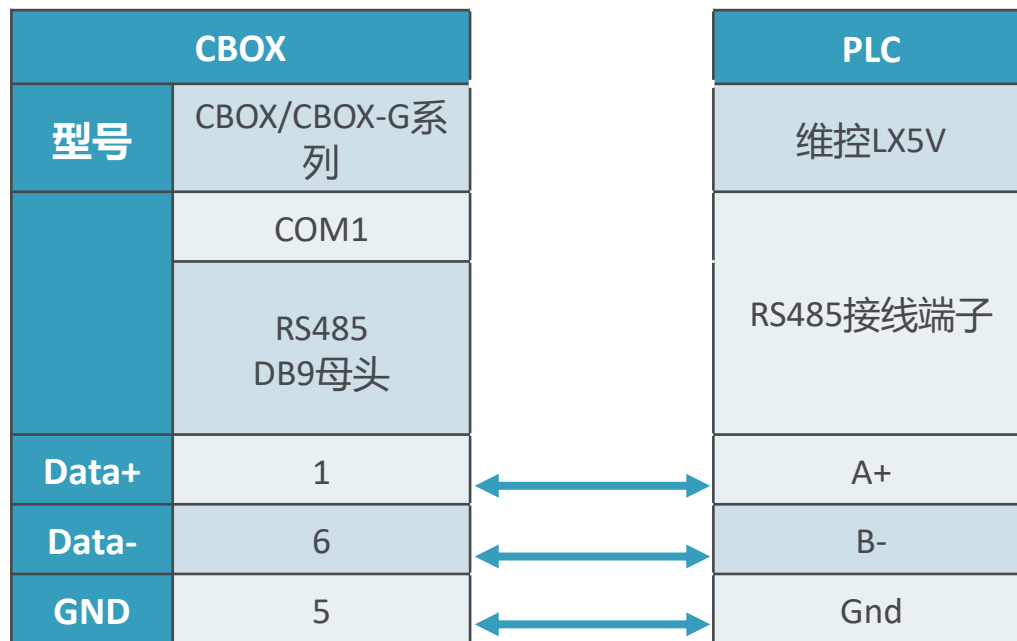 CBOX
PLC
型号
CBOX/CBOX-G系
列
维控LX5V
COM1
RS485
DB9母头
RS485接线端子
Data+
1
A+
Data-
6
B-
GND
5
Gnd